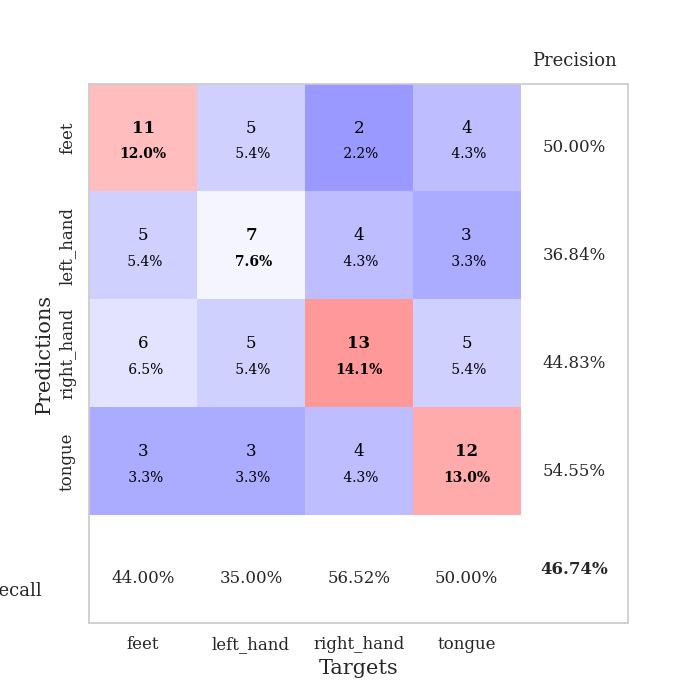 Precision
feet
11 5 2 4
12.0% 5.4% 2.2% 4.3%
50.00%
left_hand
5 7 4 3
5.4% 7.6% 4.3% 3.3%
36.84%
Predictions
right_hand
6 5 13 5
6.5% 5.4% 14.1% 5.4%
44.83%
tongue
3 3 4 12
3.3% 3.3% 4.3% 13.0%
54.55%
ecall
44.00% 35.00% 56.52% 50.00% 46.74%
feet left_hand right_hand tongue
Targets